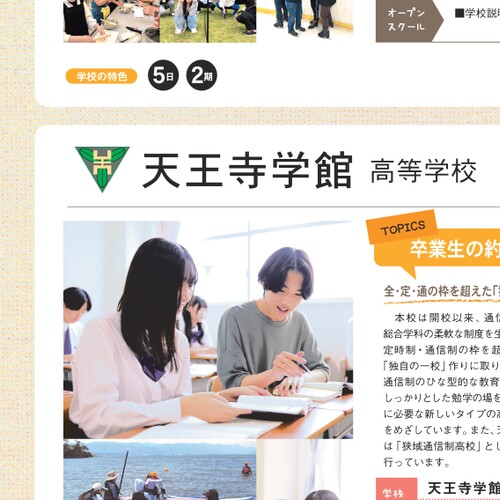 オープン
スクール
■学校説明
学校の特色
5日
2期
天王寺学館 高等学校
TOPICS
卒業生の約
全・定・通の枠を超えた「
本校は開校以来、通信
総合学科の柔軟な制度を生
定時制・通信制の枠を超
「独自の一校」作りに取り
通信制のひな型的な教育
しっかりとした勉学の場を
に必要な新しいタイプの高
をめざしています。また、天
は「狭域通信制高校」とし
行っています。
学校
天王寺学館